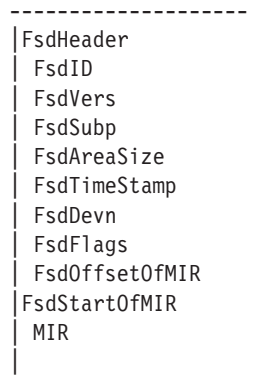 --------------------
|FsdHeader
| FsdID
| FsdVers
| FsdSubp
| FsdAreaSize
| FsdTimeStamp
| FsdDevn
| FsdFlags
| FsdOffsetOfMIR
|FsdStartOfMIR
| MIR
|